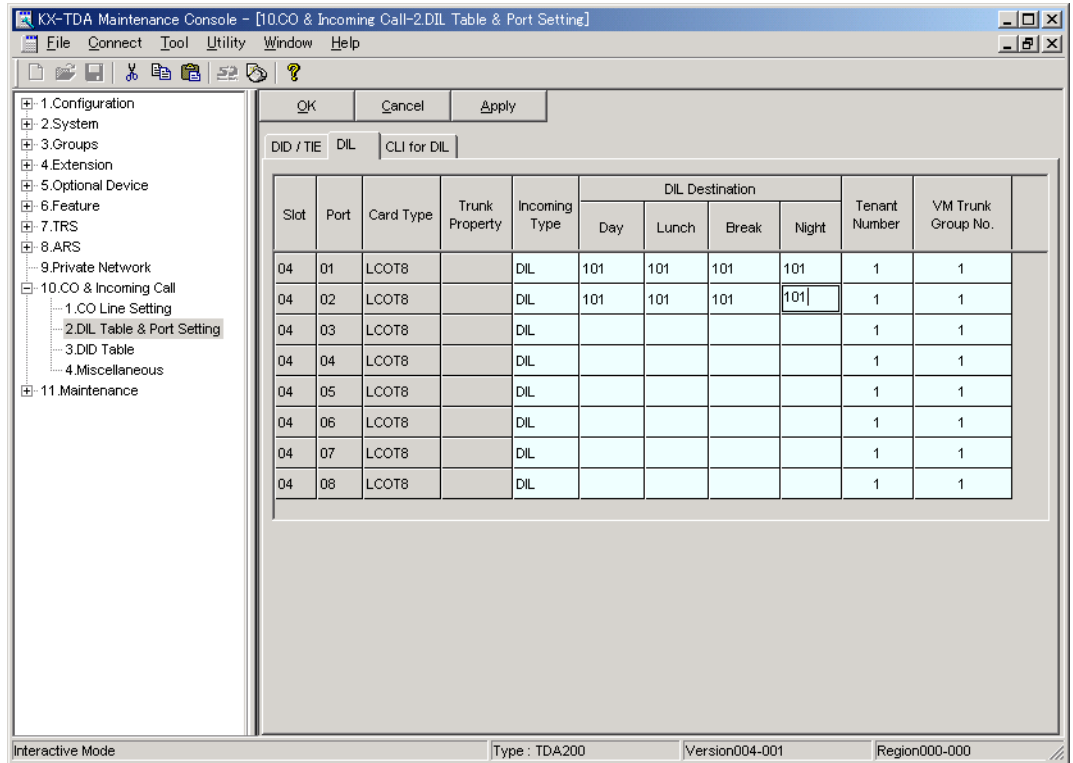 KX-TDA Maintenance Console - [10.CO & Incoming Call-2.DIL Table & Port Setting]
File Connect Tool Utility Window Help
1.Configuration
2.System
3.Groups
4.Extension
5.Optional Device
6.Feature
7.TRS
8.ARS
9.Private Network
10.CO & Incoming Call
1.CO Line Setting
2.DIL Table & Port Setting
3.DID Table
4.Miscellaneous
11.Maintenance
OK Cancel Apply
DID / TIE DIL CLI for DIL
Slot Port Card Type Trunk Property Incoming Type DIL Destination Day Lunch Break Night Tenant Number VM Trunk Group No.
04 01 LCOT8 DIL 101 101 101 101 1 1
04 02 LCOT8 DIL 101 101 101 101 1 1
04 03 LCOT8 DIL 1 1
04 04 LCOT8 DIL 1 1
04 05 LCOT8 DIL 1 1
04 06 LCOT8 DIL 1 1
04 07 LCOT8 DIL 1 1
04 08 LCOT8 DIL 1 1
Interactive Mode Type : TDA200 Version004-001 Region000-000